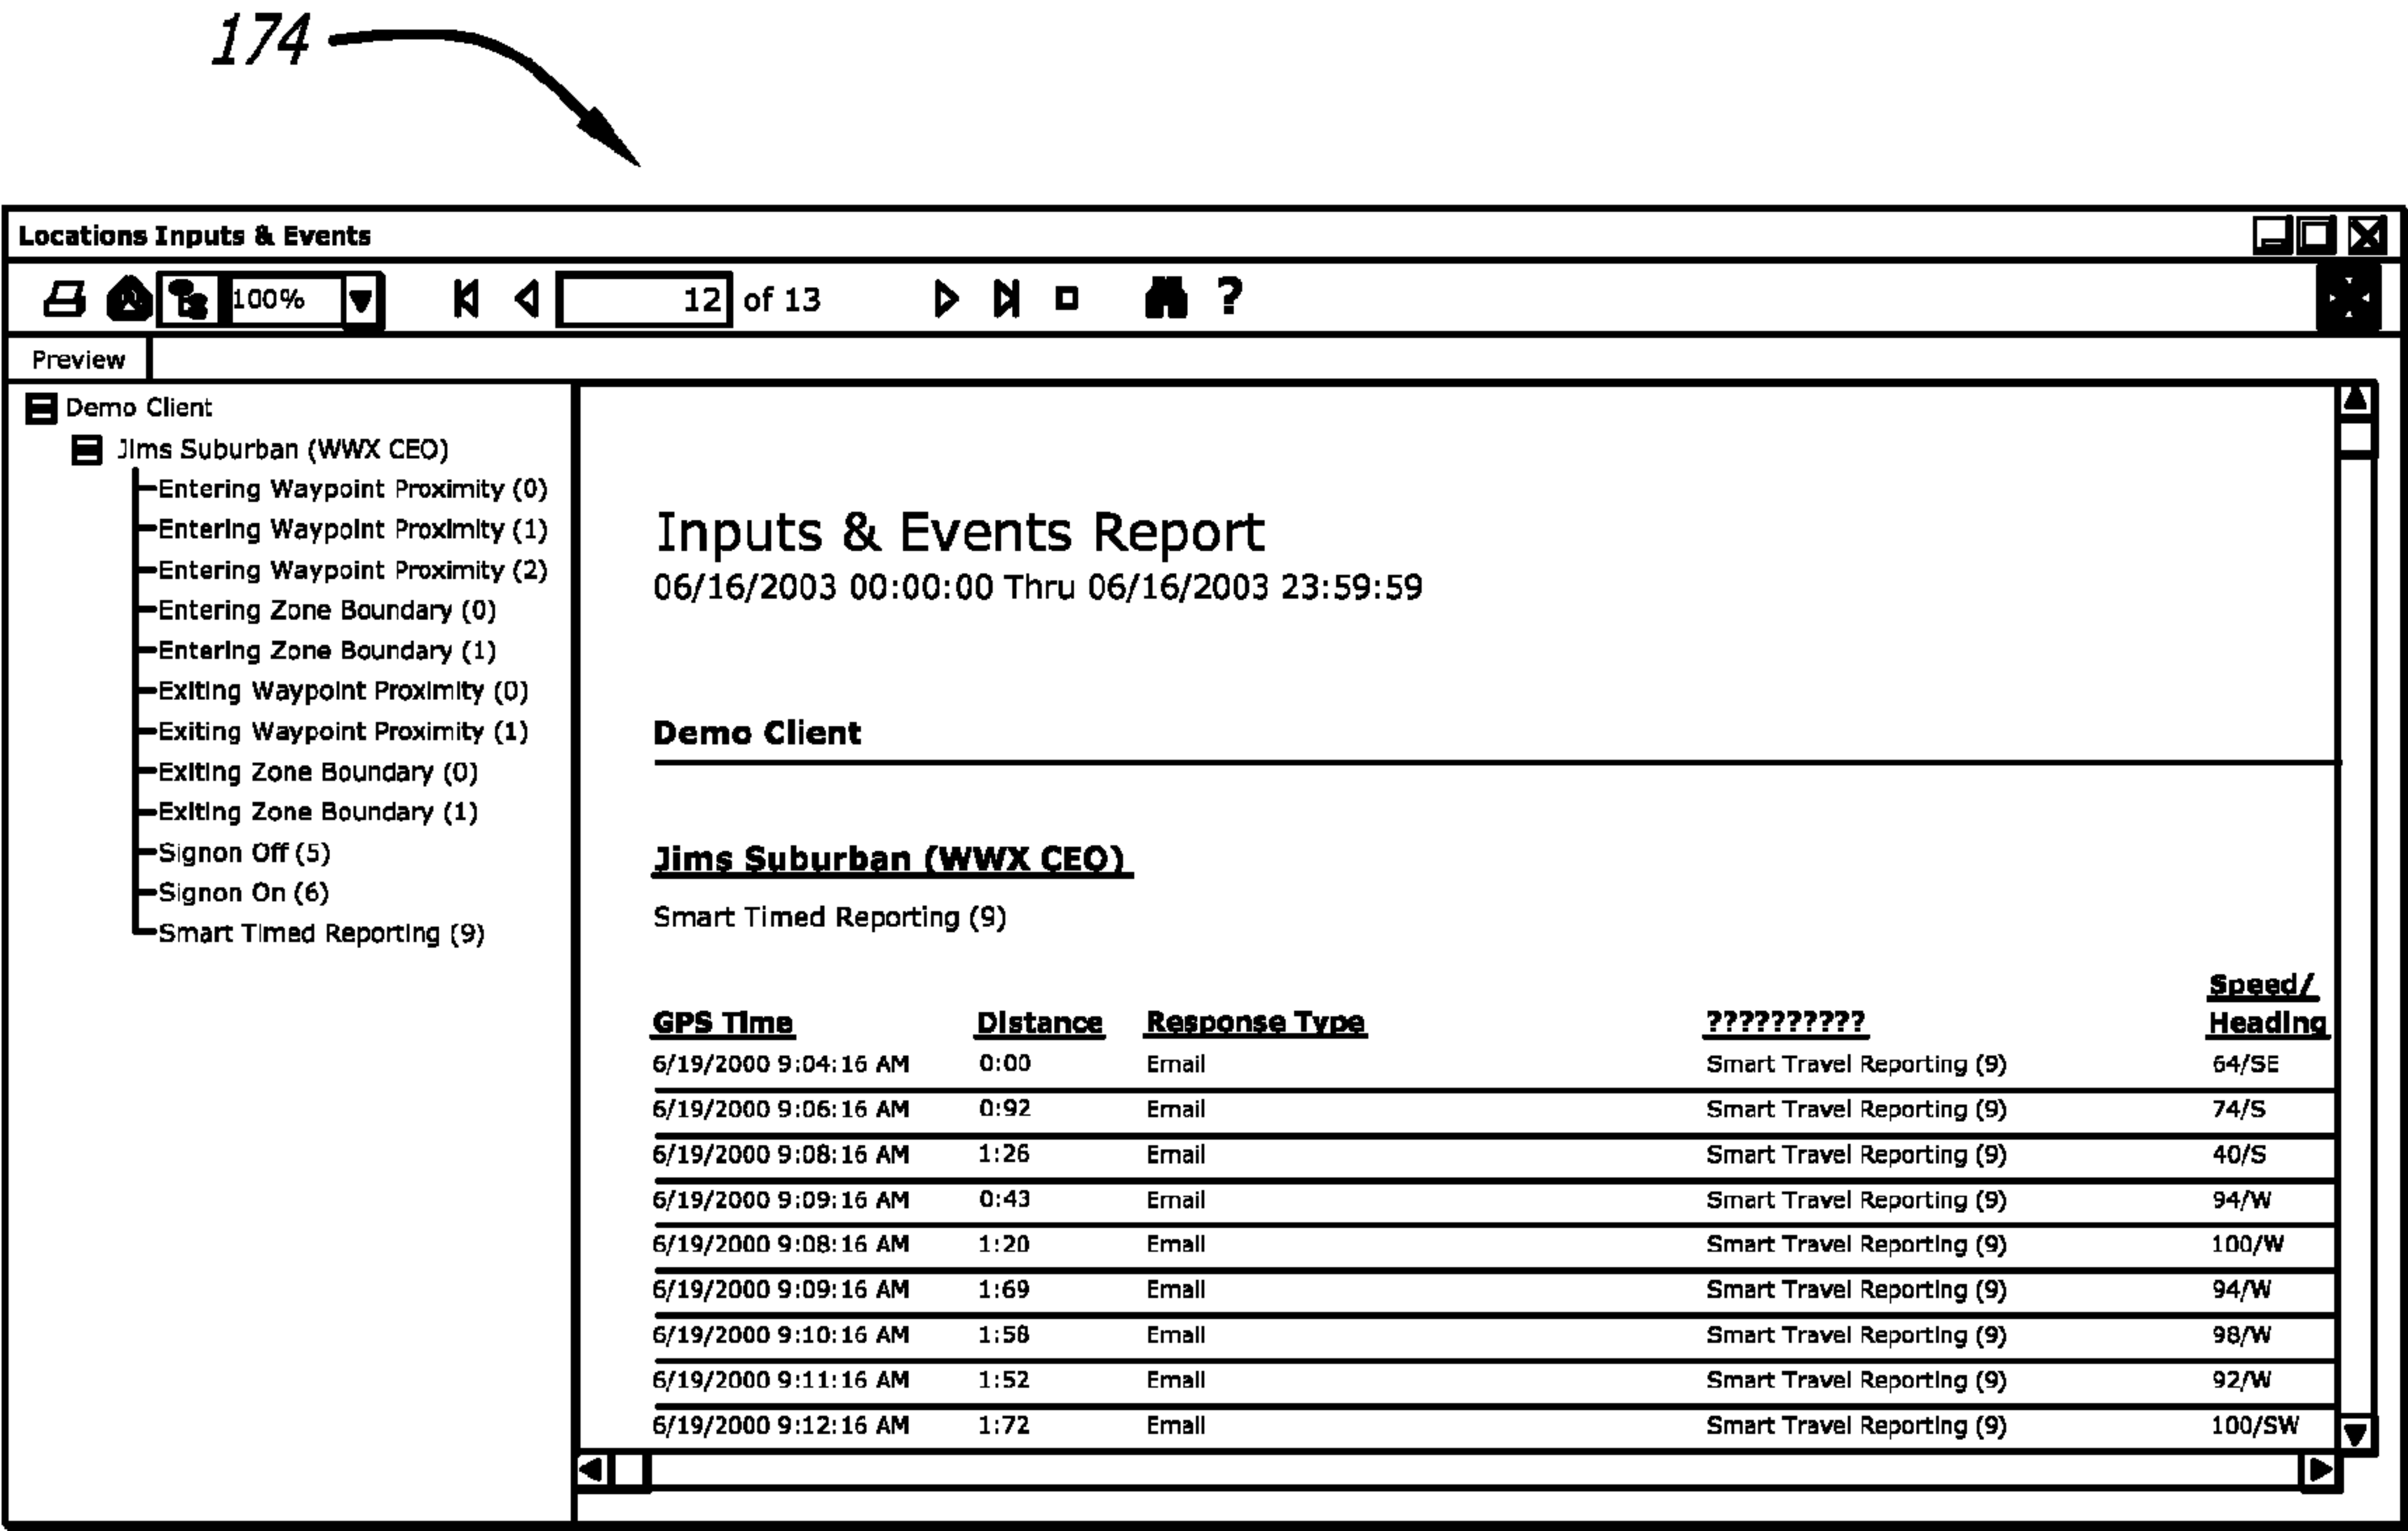 174
Locations Inputs & Events
100% 12 of 13 ?
Preview
Demo Client
Jims Suburban (WWX CEO)
Entering Waypoint Proximity (0)
Entering Waypoint Proximity (1)
Entering Waypoint Proximity (2)
Entering Zone Boundary (0)
Entering Zone Boundary (1)
Exiting Waypoint Proximity (0)
Exiting Waypoint Proximity (1)
Exiting Zone Boundary (0)
Exiting Zone Boundary (1)
Signon Off (5)
Signon On (6)
Smart Timed Reporting (9)
Inputs & Events Report
06/16/2003 00:00:00 Thru 06/16/2003 23:59:59
Demo Client
Jims Suburban (WWX CEO)
Smart Timed Reporting (9)
GPS Time Distance Response Type ?????????? Speed/
Heading
6/19/2000 9:04:16 AM 0:00 Email Smart Travel Reporting (9) 64/SE
6/19/2000 9:06:16 AM 0:92 Email Smart Travel Reporting (9) 74/S
6/19/2000 9:08:16 AM 1:26 Email Smart Travel Reporting (9) 40/S
6/19/2000 9:09:16 AM 0:43 Email Smart Travel Reporting (9) 94/W
6/19/2000 9:08:16 AM 1:20 Email Smart Travel Reporting (9) 100/W
6/19/2000 9:09:16 AM 1:69 Email Smart Travel Reporting (9) 94/W
6/19/2000 9:10:16 AM 1:58 Email Smart Travel Reporting (9) 98/W
6/19/2000 9:11:16 AM 1:52 Email Smart Travel Reporting (9) 92/W
6/19/2000 9:12:16 AM 1:72 Email Smart Travel Reporting (9) 100/SW